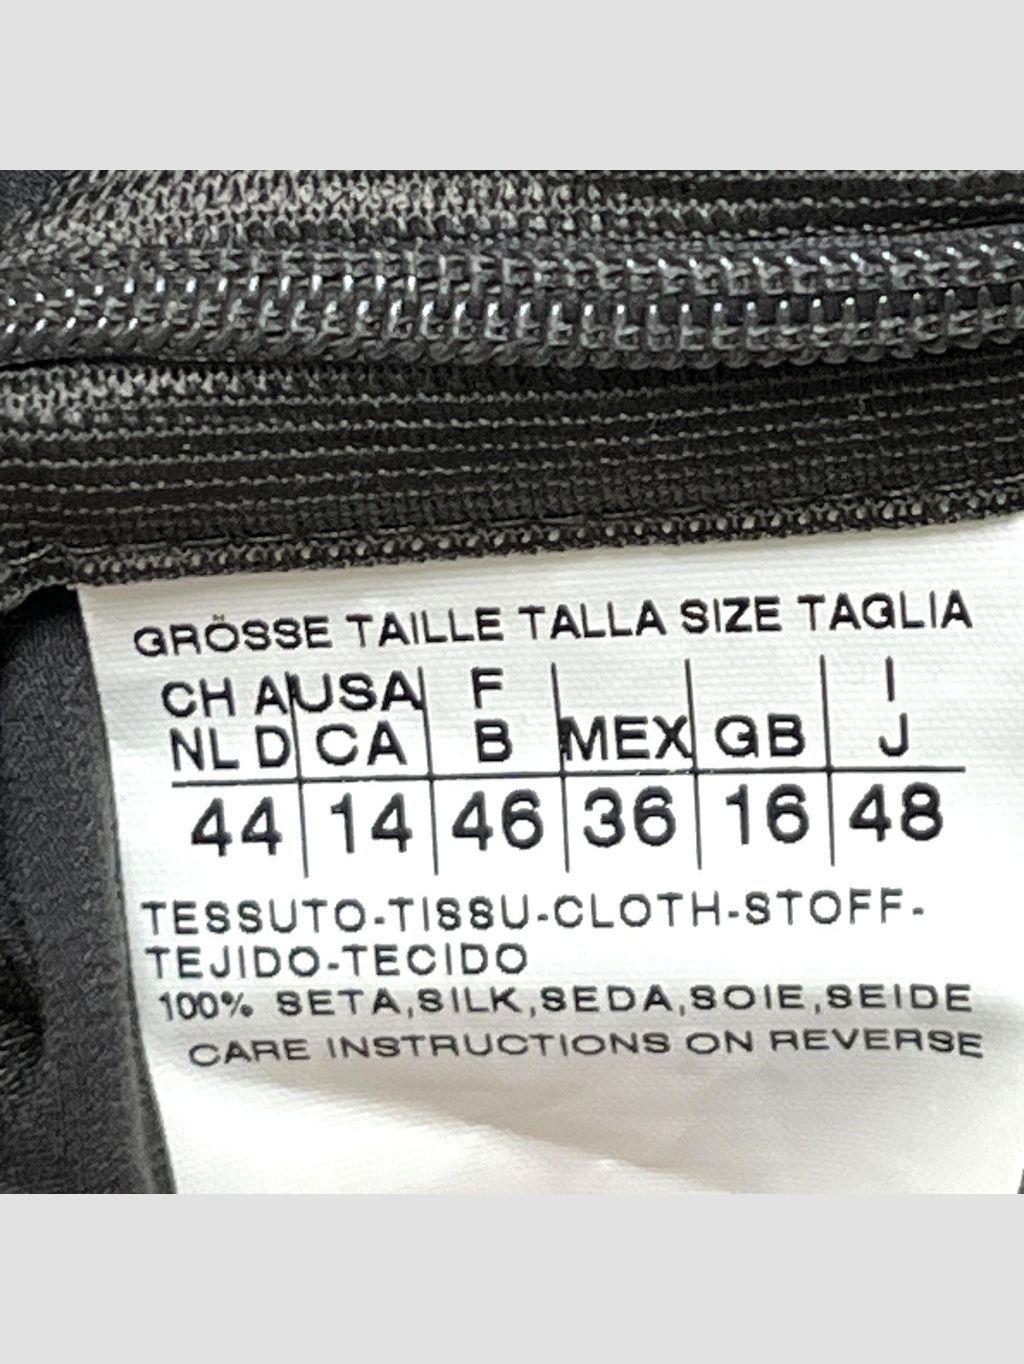 GRÖSSE TAILLE TALLA SIZE TAGLIA
CH A USA F I
NL D CA B MEX GB J
44 14 46 36 16 48
TESSUTO-TISSU-CLOTH-STOFF-
TEJIDO-TECIDO
100% SETA,SILK,SEDA,SOIE,SEIDE
CARE INSTRUCTIONS ON REVERSE